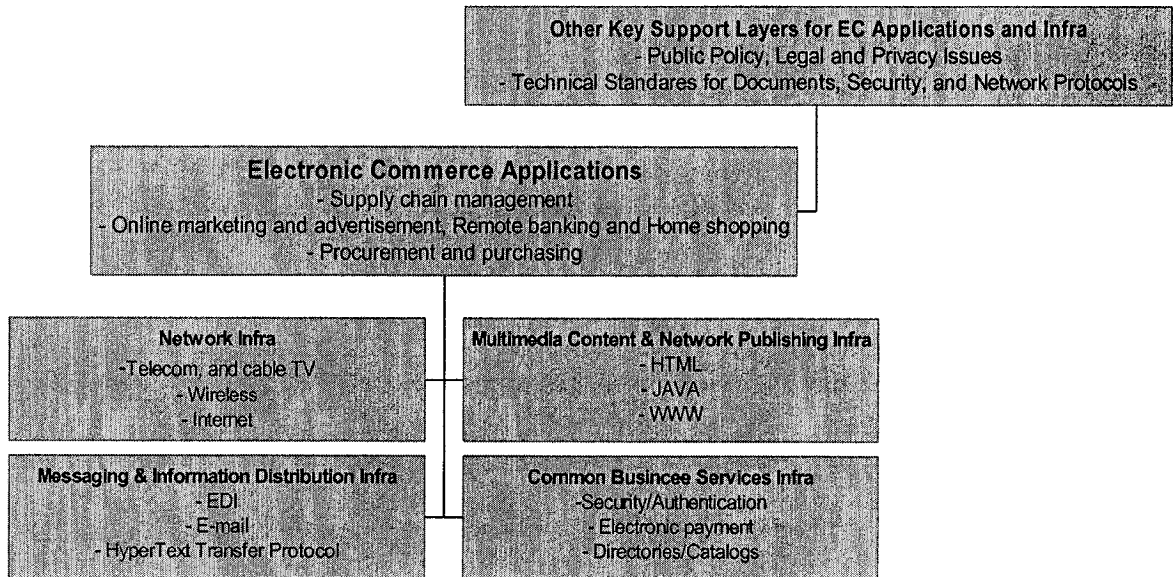 Other Key Support Layers for EC Applications and Infra
- Public Policy, Legal and Privacy Issues
- Technical Standares for Documents, Security, and Network Protocols
Electronic Commerce Applications
- Supply chain management
- Online marketing and advertisement, Remote banking and Home shopping
- Procurement and purchasing
Network Infra
-Telecom, and cable TV
- Wireless
- Internet
Multimedia Content & Network Publishing Infra
- HTML
- JAVA
- WWW
Messaging & Information Distribution Infra
- EDI
- E-mail
- HyperText Transfer Protocol
Common Busincee Services Infra
-Security/Authentication
- Electronic payment
- Directories/Catalogs